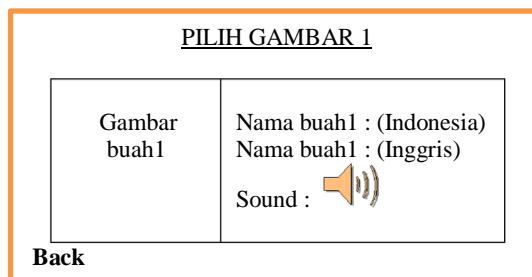 PILIH GAMBAR 1
Gambar
buah1
Nama buah1 : (Indonesia)
Nama buah1 : (Inggris)
Sound :
Back